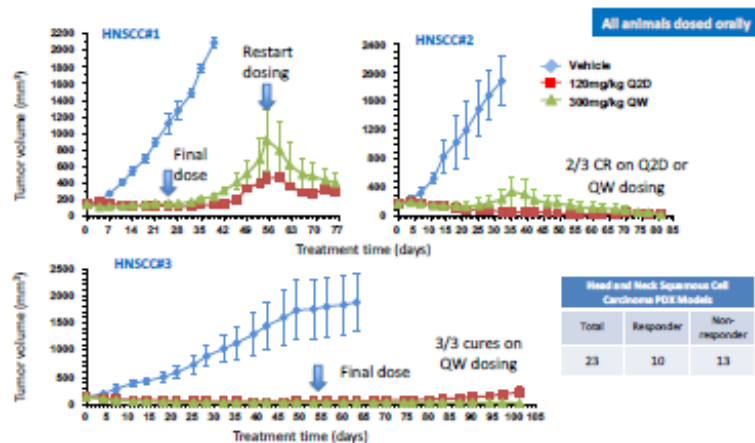 All animals dosed orally
HNSCC#1
Tumor volume (mm³)
2200
2000
1800
1600
1400
1200
1000
800
600
400
200
0
Final
dose
Restart
dosing
0 7 14 21 29 35 42 50 56 63 70 77
Treatment time (days)
HNSCC#2
2400
2000
1600
1200
800
400
0
Vehicle
120mg/kg Q2D
300mg/kg QW
2/3 CR on Q2D or
QW dosing
0 5 10 15 20 25 30 35 40 45 50 55 60 65 70 75 80 85
HNSCC#3
Tumor volume (mm³)
2500
2000
1500
1000
500
0
3/3 cures on
QW dosing
Final dose
0 5 10 15 20 25 30 35 40 45 50 55 60 65 70 75 80 85 90 95 100 105
Treatment time (days)
Head and Neck Squamous Cell
Carcinoma PDX Models
Total Responder Non-
responder
23 10 13